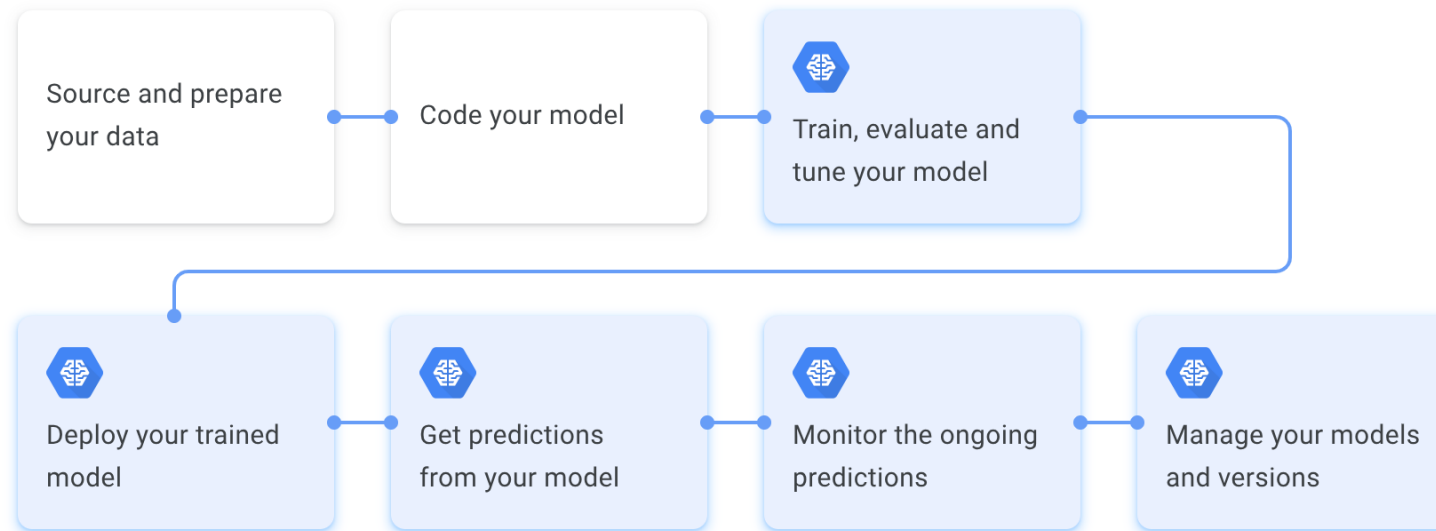 Source and prepare
your data
Code your model
Train, evaluate and
tune your model
Deploy your trained
model
Get predictions
from your model
Monitor the ongoing
predictions
Manage your models
and versions